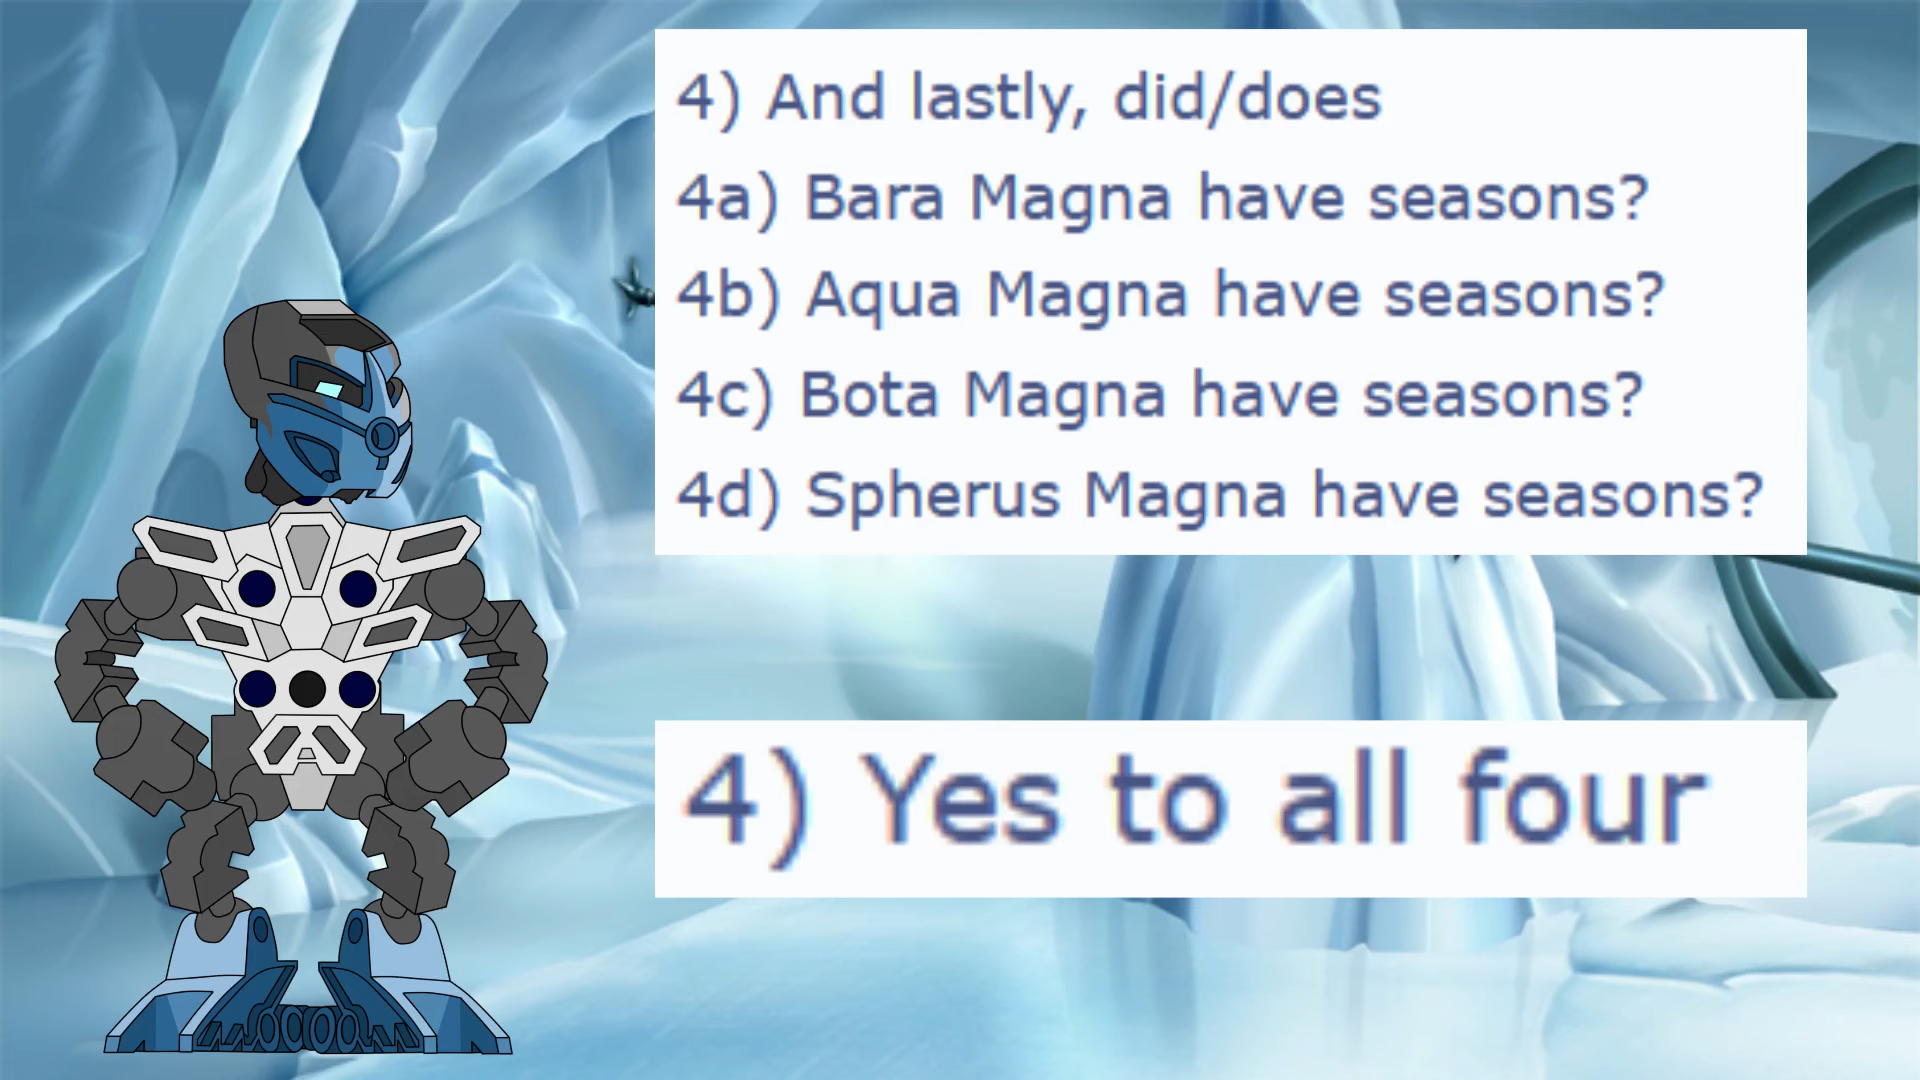 4) And lastly, did/does
4a) Bara Magna have seasons?
4b) Aqua Magna have seasons?
4c) Bota Magna have seasons?
4d) Spherus Magna have seasons?
4) Yes to all four